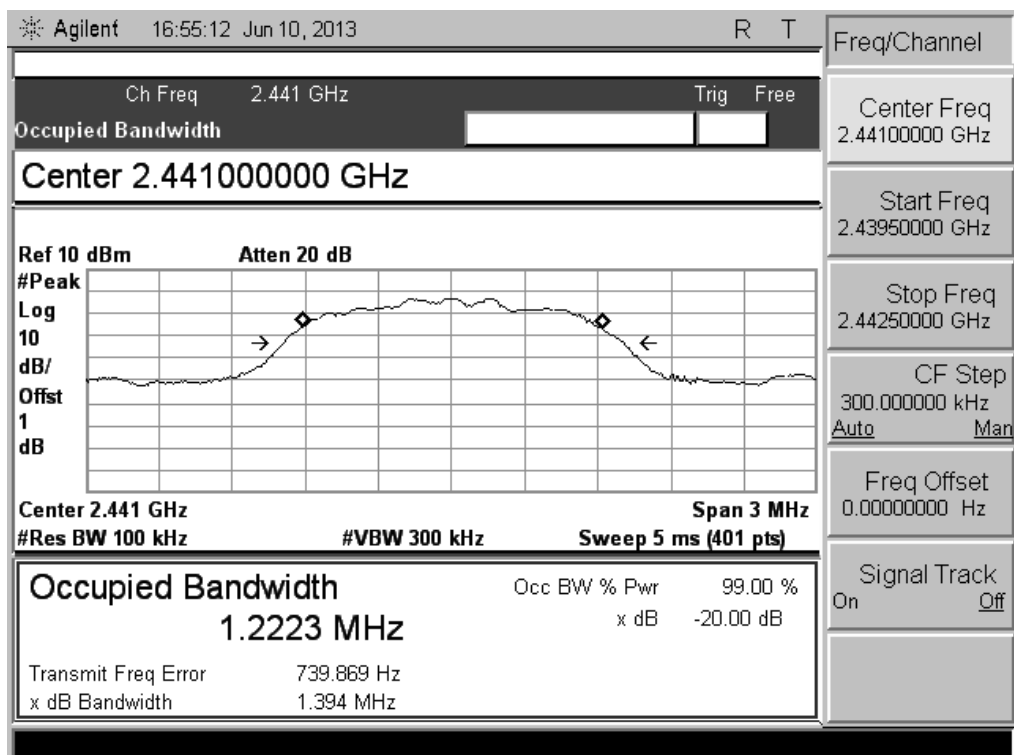 Agilent 16:55:12 Jun 10, 2013 R T
Freq/Channel
Ch Freq 2.441 GHz Trig Free
Occupied Bandwidth
Center 2.441000000 GHz
Ref 10 dBm Atten 20 dB
#Peak
Log
10
dB/
Offst
1
dB
Center 2.441 GHz Span 3 MHz
#Res BW 100 kHz #VBW 300 kHz Sweep 5 ms (401 pts)
Occupied Bandwidth
1.2223 MHz
Occ BW % Pwr 99.00 %
x dB -20.00 dB
Transmit Freq Error 739.869 Hz
x dB Bandwidth 1.394 MHz
Center Freq
2.44100000 GHz
Start Freq
2.43950000 GHz
Stop Freq
2.44250000 GHz
CF Step
300.000000 kHz
Auto Man
Freq Offset
0.00000000 Hz
Signal Track
On Off